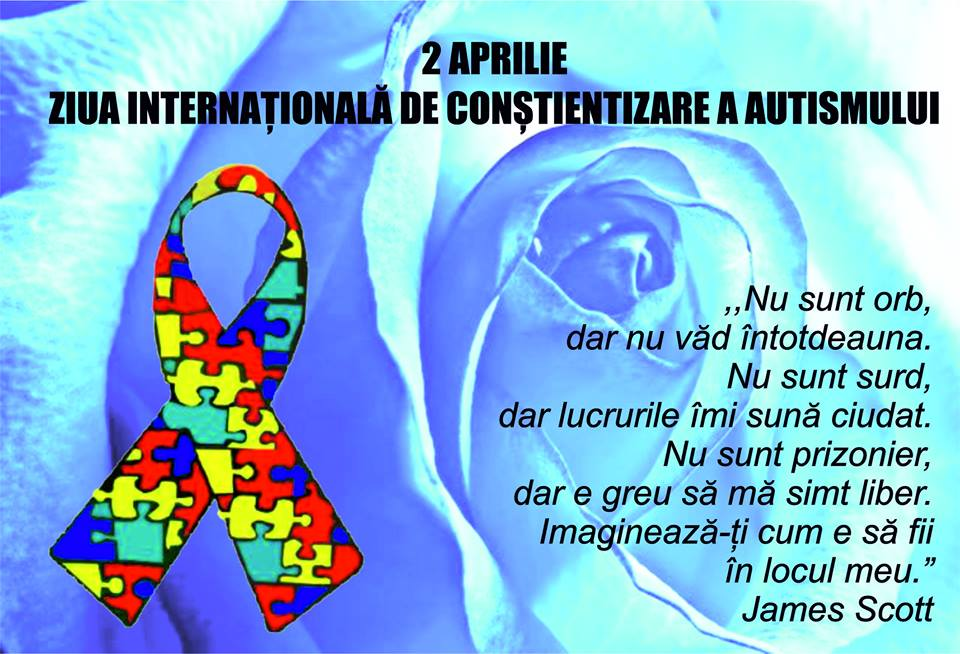 2 APRILIE
ZIUA INTERNAȚIONALĂ DE CONȘTIENTIZARE A AUTISMULUI
,,Nu sunt orb,
dar nu văd întotdeauna.
Nu sunt surd,
dar lucrurile îmi sună ciudat.
Nu sunt prizonier,
dar e greu să mă simt liber.
Imaginează-ți cum e să fii
în locul meu.”
James Scott